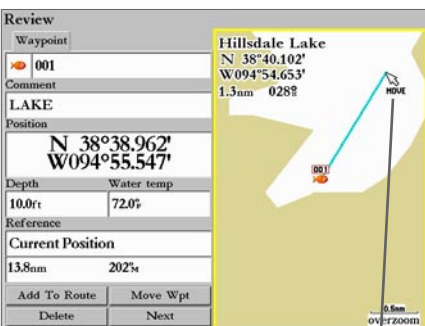 Review
Waypoint
001
Comment
LAKE
Position
N 38°38.962'
W094°55.547'
Depth
Water temp
10.0ft
72.0°F
Reference
Current Position
13.8nm
202°M
Add To Route
Move Wpt
Delete
Next
Hillsdale Lake
N 38°40.102'
W094°54.653'
1.3nm 028°M
MOVE
001
0.5nm
overzoom